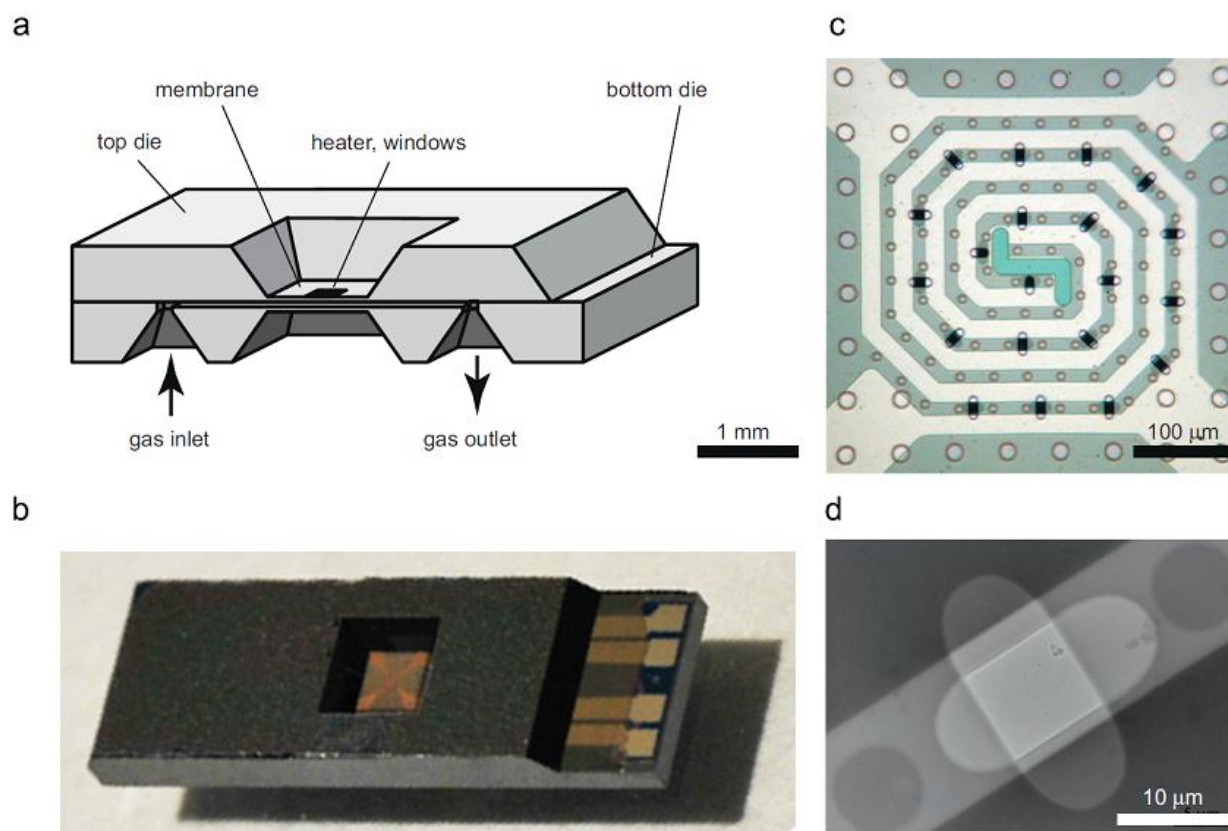 a
membrane
bottom die
top die
heater, windows
gas inlet
gas outlet
1 mm
b
c
100 μm
d
10 μm